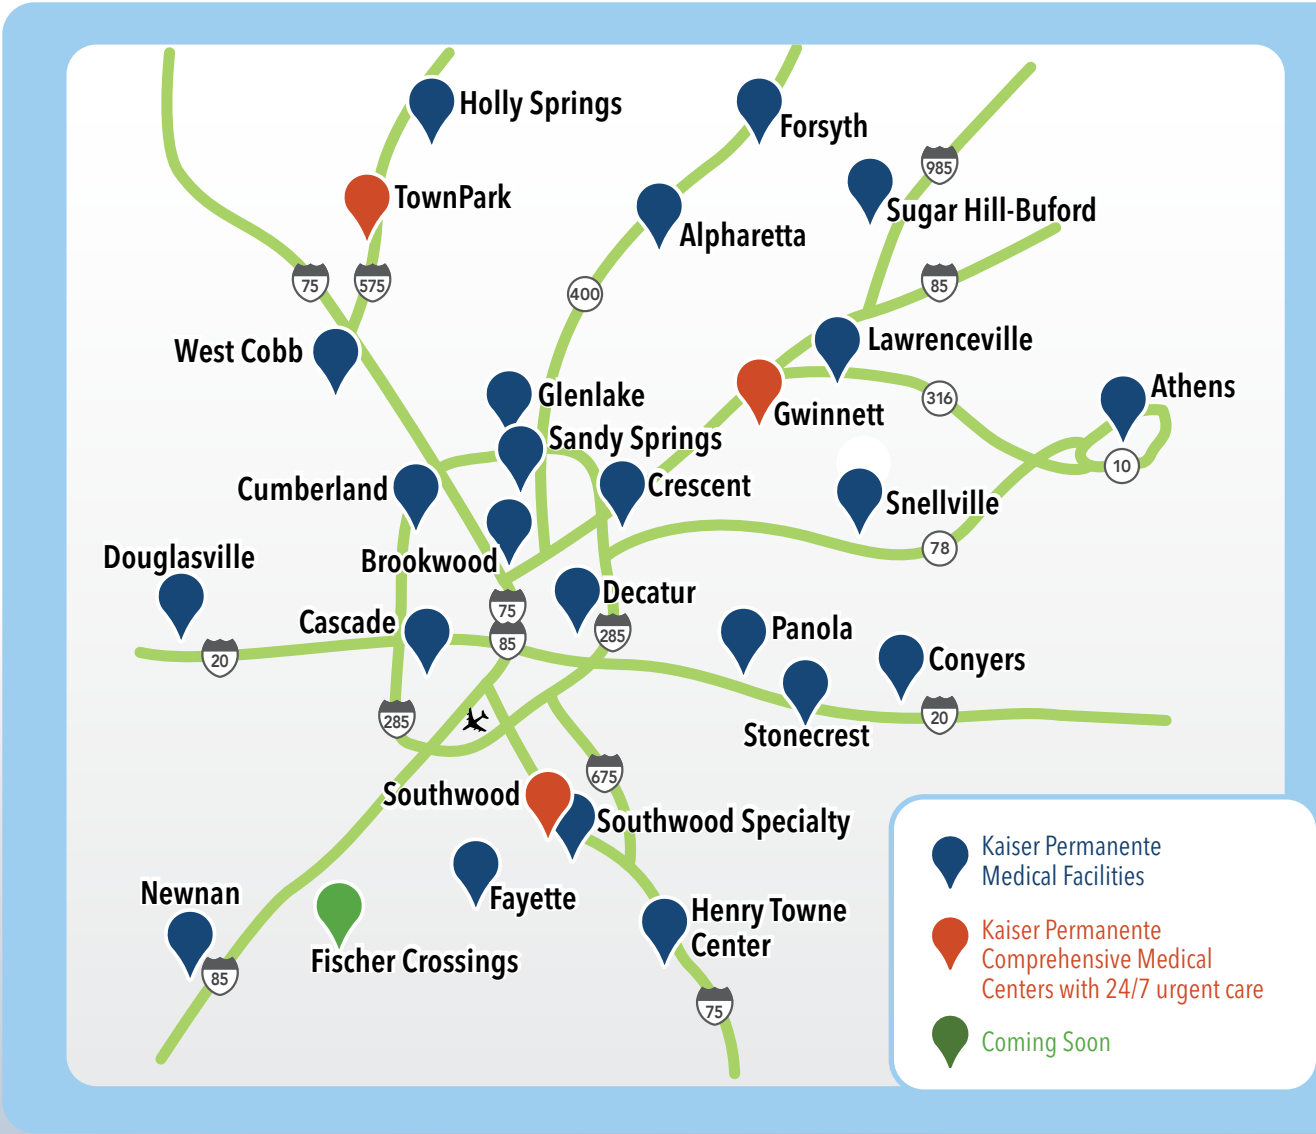 Holly Springs
Forsyth
985
TownPark
Sugar Hill-Buford
Alpharetta
75
575
400
85
Lawrenceville
West Cobb
Athens
Glenlake
316
Gwinnett
Sandy Springs
10
Cumberland
Crescent
Snellville
78
Brookwood
Douglasville
Decatur
75
Cascade
Panola
285
85
20
Conyers
285
20
Stonecrest
675
Southwood
Southwood Specialty
Newnan
Fayette
Henry Towne
Center
Fischer Crossings
85
75
Kaiser Permanente
Medical Facilities
Kaiser Permanente
Comprehensive Medical
Centers with 24/7 urgent care
Coming Soon